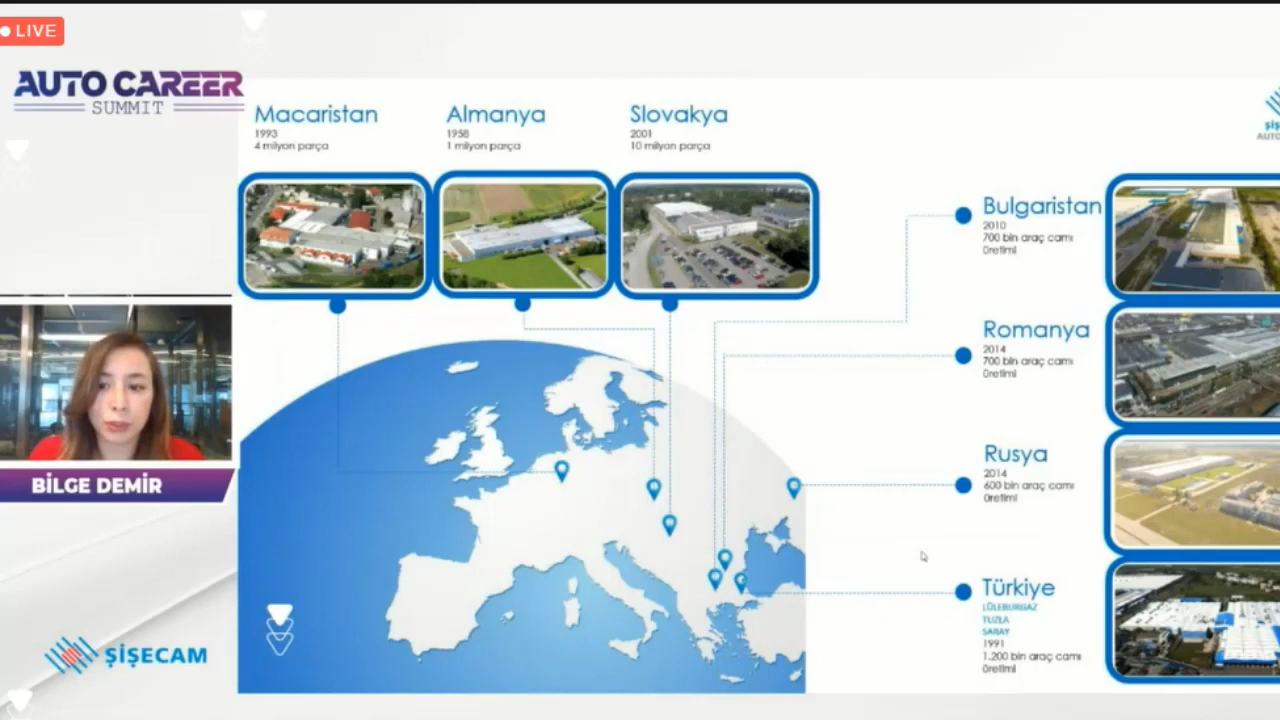 LIVE
AUTO CAREER
SUMMIT
Macaristan
1993
4 milyon parça
Almanya
1958
1 milyon parça
Slovakya
2001
10 milyon parça
Bulgaristan
2010
700 bin araç camı
üretimi
Romanya
2014
700 bin araç camı
üretimi
Rusya
2014
600 bin araç camı
üretimi
Türkiye
LÜLEBURGAZ
TUZLA
SARAY
1991
1.200 bin araç camı
üretimi
BİLGE DEMİR
ŞİŞECAM